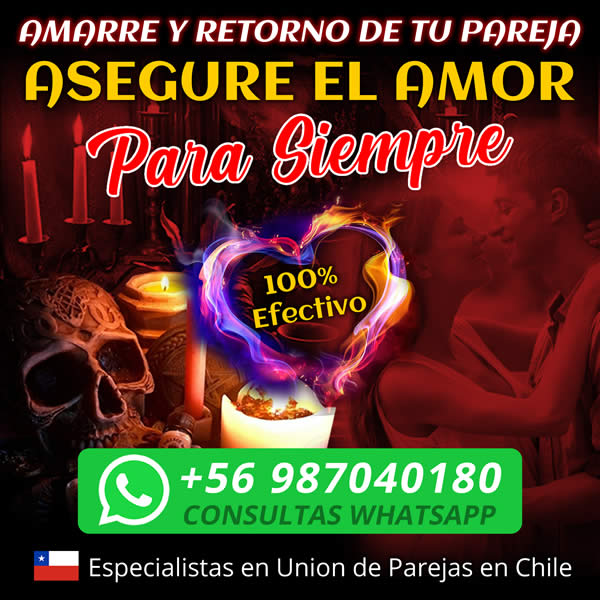 AMARRE Y RETORNO DE TU PAREJA
ASEGURE EL AMOR
Para Siempre
100%
Efectivo
+56 987040180
CONSULTAS WHATSAPP
Especialistas en Union de Parejas en Chile